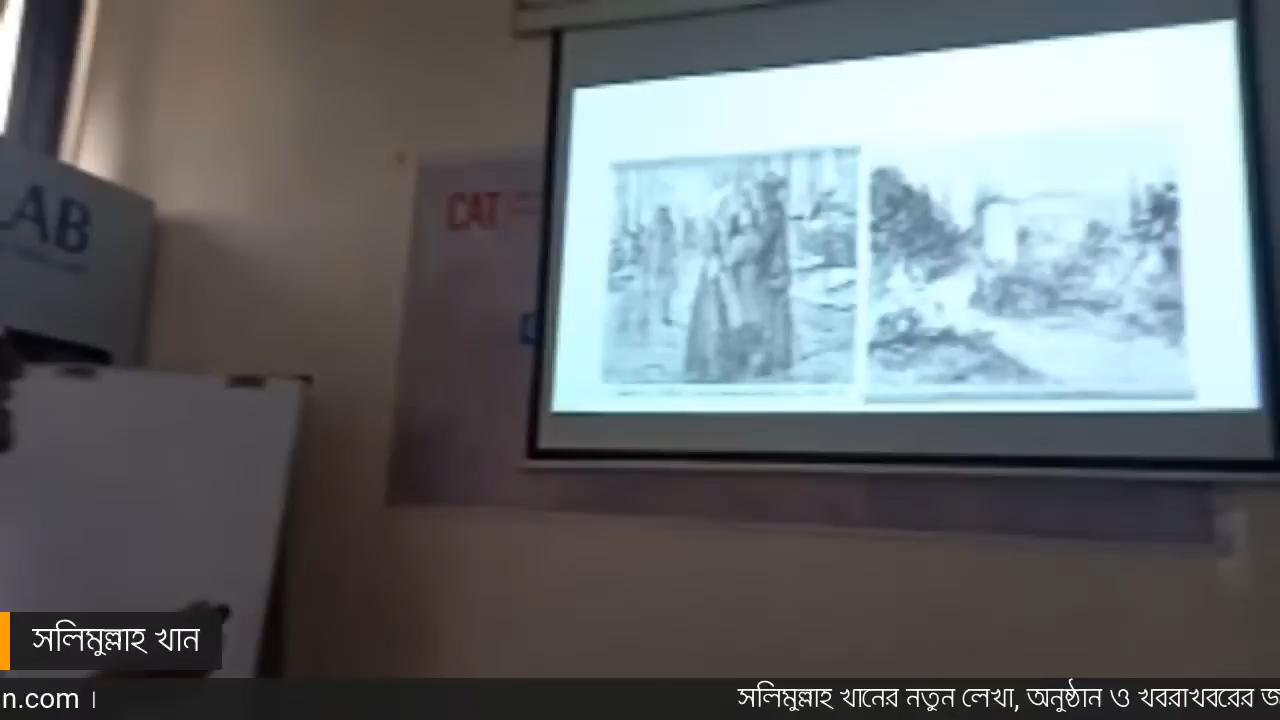 AB
CAT
সলিমুল্লাহ খান
n.com । সলিমুল্লাহ খানের নতুন লেখা, অনুষ্ঠান ও খবরাখবরের জ